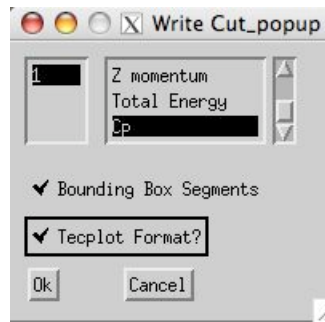 Write Cut_popup
1
Z momentum
Total Energy
Cp
Bounding Box Segments
Tecplot Format?
Ok
Cancel